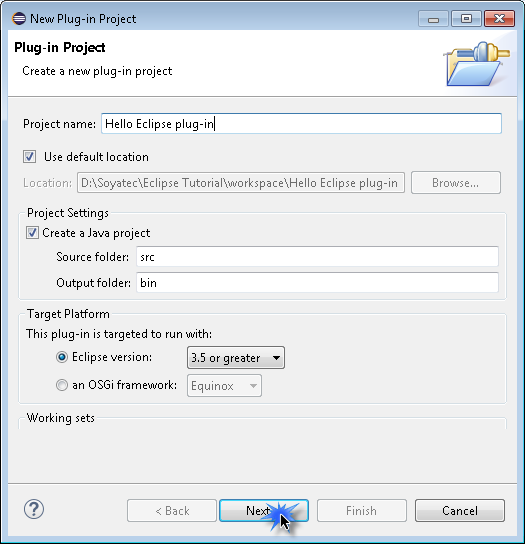 New Plug-in Project
Plug-in Project
Create a new plug-in project
Project name: Hello Eclipse plug-in
Use default location
Location: D:\Soyatec\Eclipse Tutorial\workspace\Hello Eclipse plug-in Browse...
Project Settings
Create a Java project
Source folder: src
Output folder: bin
Target Platform
This plug-in is targeted to run with:
Eclipse version: 3.5 or greater
an OSGi framework: Equinox
Working sets
? < Back Next Finish Cancel